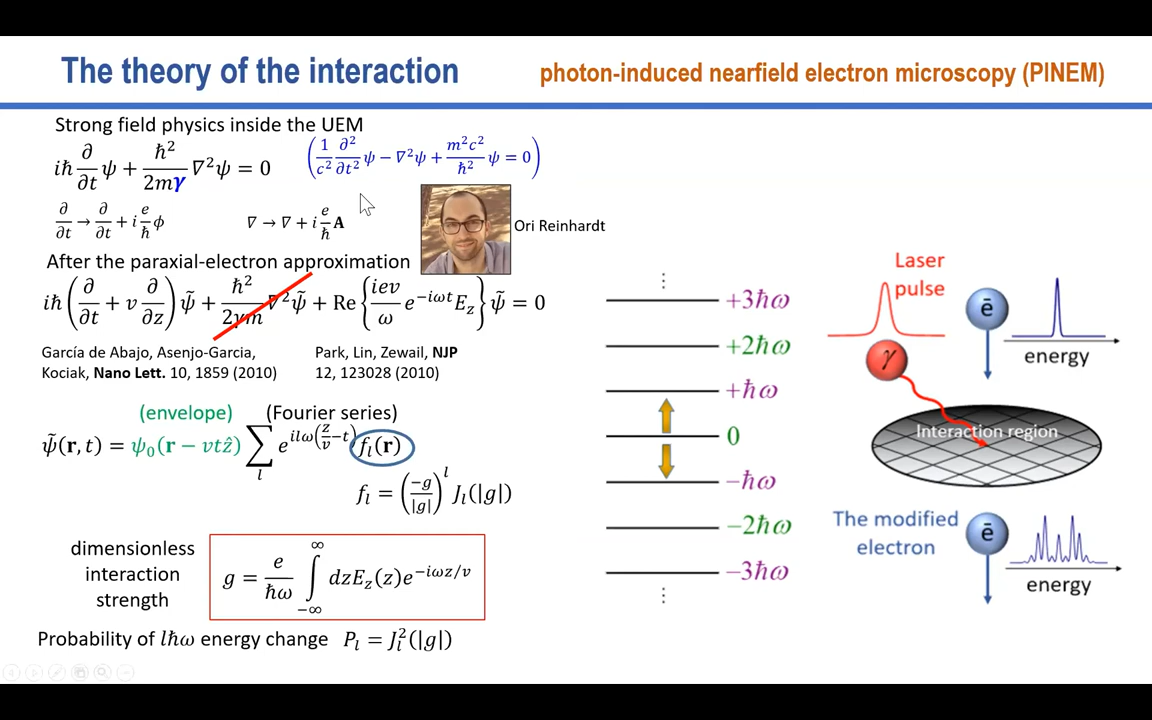 The theory of the interaction
photon-induced nearfield electron microscopy (PINEM)
Strong field physics inside the UEM
iħ ∂/∂t ψ + ħ²/2mγ ∇²ψ = 0
(1/c² ∂²/∂t² ψ − ∇²ψ + m²c²/ħ² ψ = 0)
∂/∂t → ∂/∂t + i e/ħ ϕ
∇ → ∇ + i e/ħ A
Ori Reinhardt
After the paraxial-electron approximation
iħ(∂/∂t + v ∂/∂z)ψ̃ + ħ²/2γm ∇²ψ̃ + Re{iev/ω e^{−iωt} E_z}ψ̃ = 0
García de Abajo, Asenjo-Garcia,
Kociak, Nano Lett. 10, 1859 (2010)
Park, Lin, Zewail, NJP
12, 123028 (2010)
(envelope)
(Fourier series)
ψ̃(r, t) = ψ₀(r − vtẑ) ∑_l e^{ilω(z/v−t)} f_l(r)
f_l = (−g/|g|)^l J_l(|g|)
dimensionless
interaction
strength
g = e/ħω ∫_{−∞}^{∞} dzE_z(z)e^{−iωz/v}
Probability of lħω energy change P_l = J_l²(|g|)
⋮
+3ħω
+2ħω
+ħω
0
−ħω
−2ħω
−3ħω
⋮
Laser
pulse
ē
energy
γ
Interaction region
The modified
electron
ē
energy